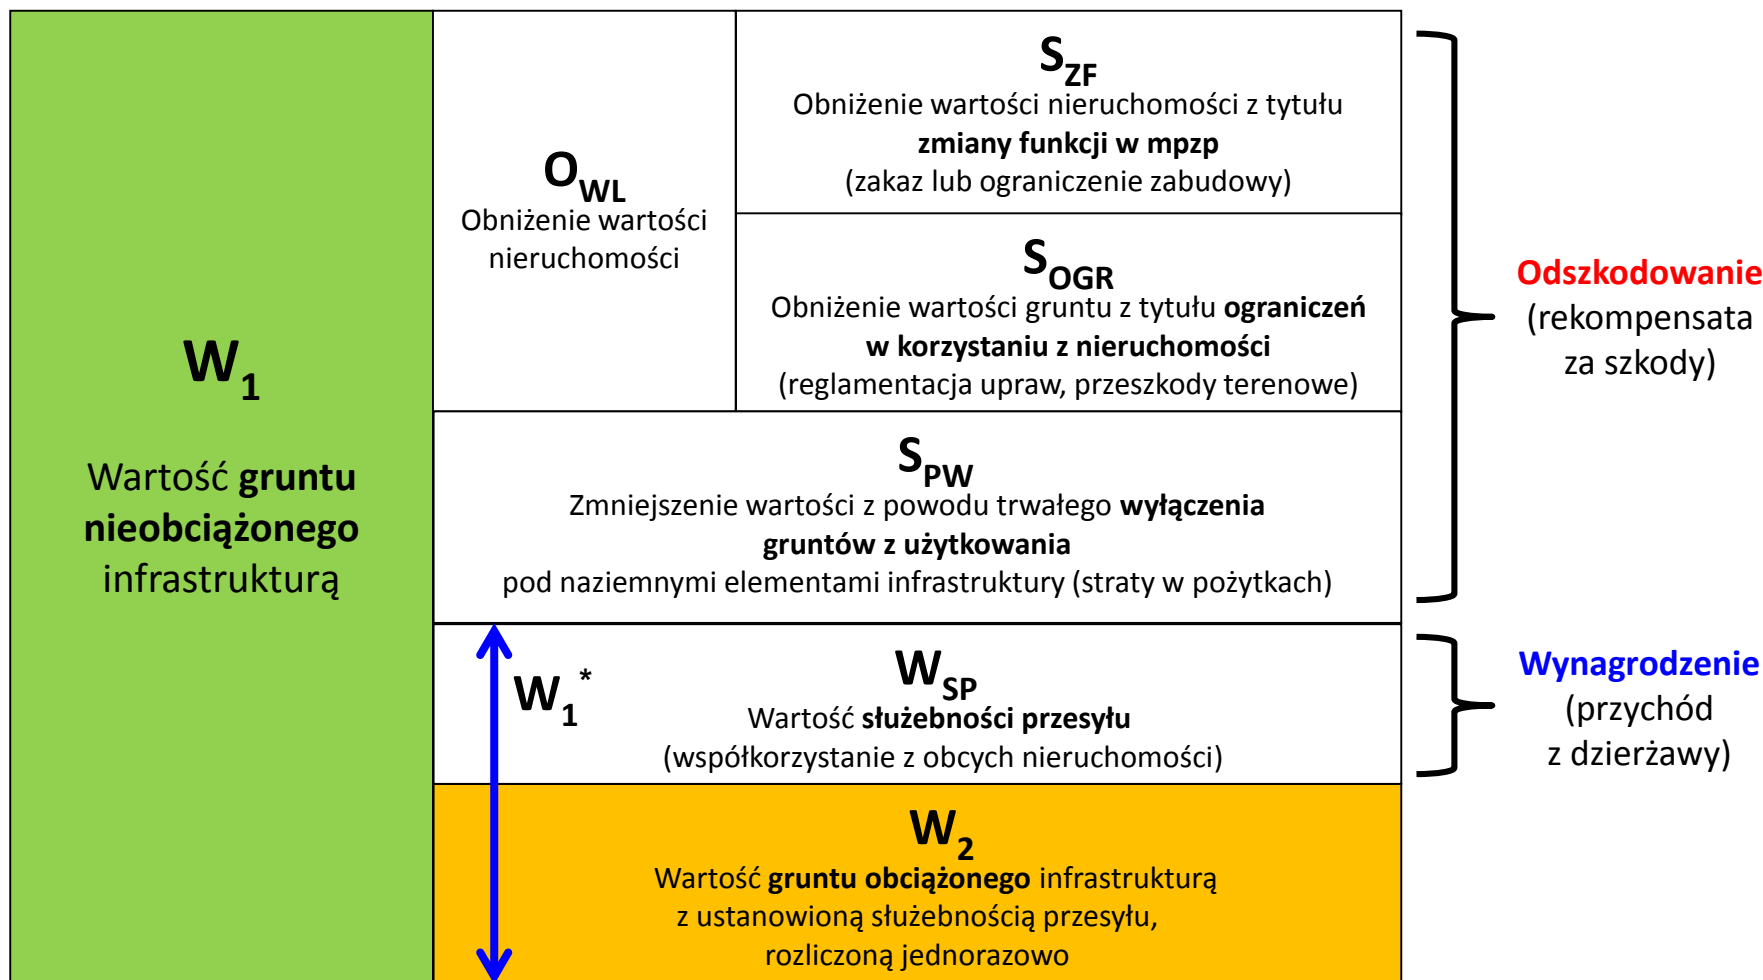 W1
Wartość gruntu
nieobciążonego
infrastrukturą
OWL
Obniżenie wartości
nieruchomości
SZF
Obniżenie wartości nieruchomości z tytułu
zmiany funkcji w mpzp
(zakaz lub ograniczenie zabudowy)
SOGR
Obniżenie wartości gruntu z tytułu ograniczeń
w korzystaniu z nieruchomości
(reglamentacja upraw, przeszkody terenowe)
SPW
Zmniejszenie wartości z powodu trwałego wyłączenia
gruntów z użytkowania
pod naziemnymi elementami infrastruktury (straty w pożytkach)
W1*
WSP
Wartość służebności przesyłu
(współkorzystanie z obcych nieruchomości)
W2
Wartość gruntu obciążonego infrastrukturą
z ustanowioną służebnością przesyłu,
rozliczoną jednorazowo
Odszkodowanie
(rekompensata
za szkody)
Wynagrodzenie
(przychód
z dzierżawy)